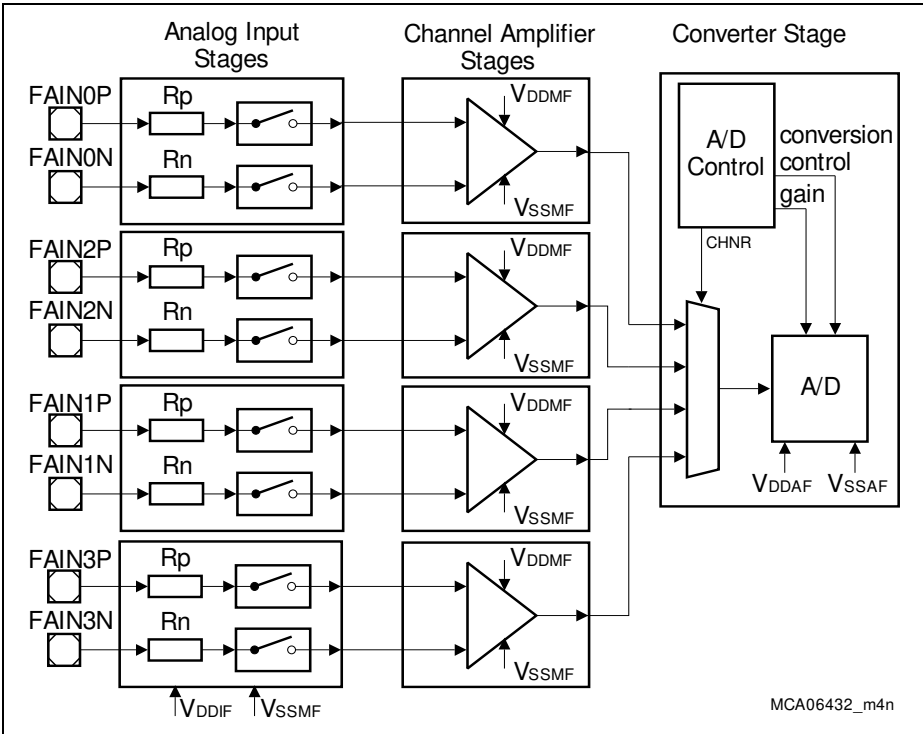 Analog Input
Stages
Channel Amplifier
Stages
Converter Stage
FAIN0P
Rp
FAIN0N
Rn
VDDMF
VSSMF
A/D
Control
conversion
control
gain
CHNR
FAIN2P
Rp
FAIN2N
Rn
VDDMF
VSSMF
A/D
VDDAF
VSSAF
FAIN1P
Rp
FAIN1N
Rn
VDDMF
VSSMF
FAIN3P
Rp
FAIN3N
Rn
VDDMF
VSSMF
VDDIF
VSSMF
MCA06432_m4n